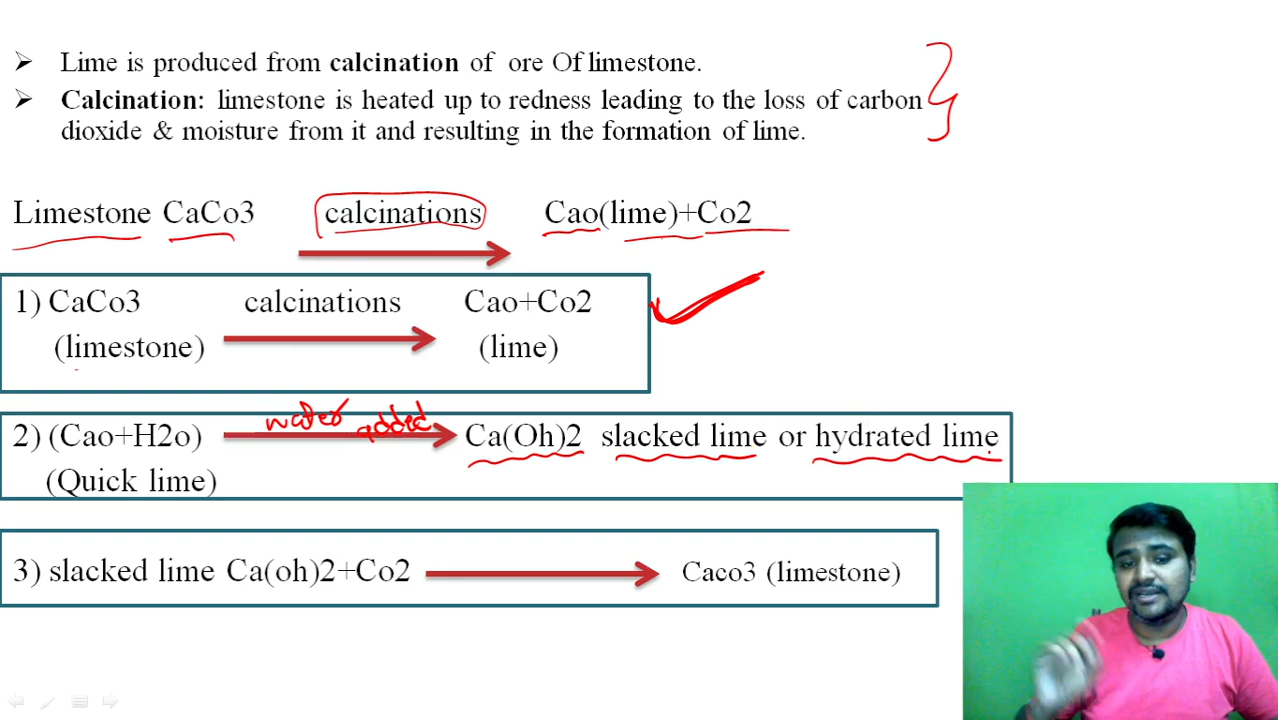 ➢ Lime is produced from calcination of ore Of limestone.
➢ Calcination: limestone is heated up to redness leading to the loss of carbon
dioxide & moisture from it and resulting in the formation of lime.
Limestone CaCo3 calcinations Cao(lime)+Co2
1) CaCo3 calcinations Cao+Co2
(limestone) (lime)
water added
2) (Cao+H2o) Ca(Oh)2 slacked lime or hydrated lime
(Quick lime)
3) slacked lime Ca(oh)2+Co2 Caco3 (limestone)